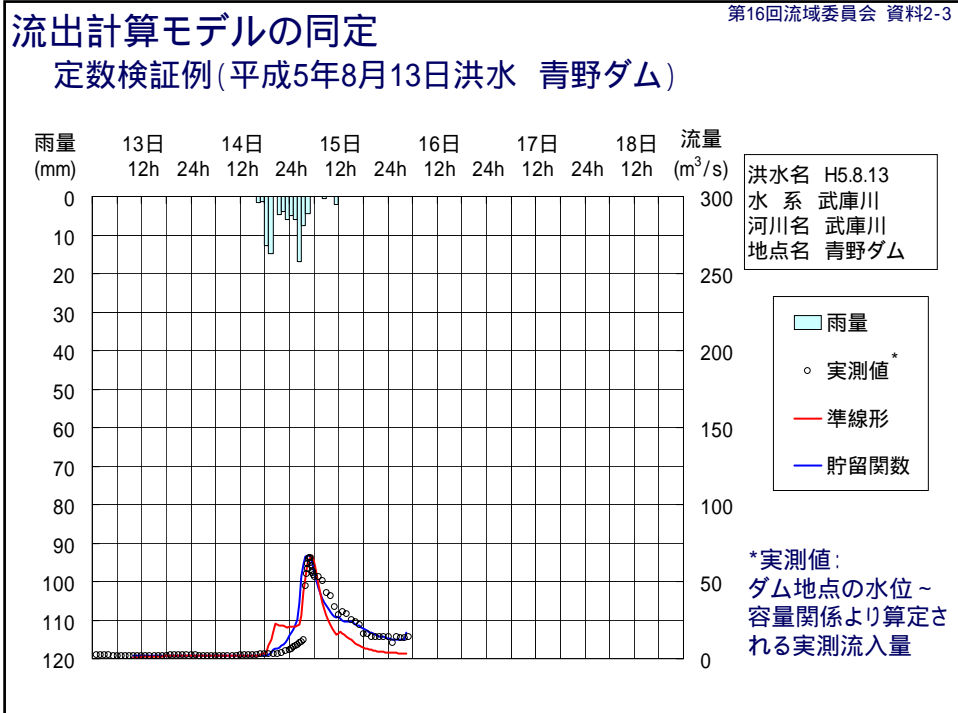 第16回流域委員会 資料2-3
流出計算モデルの同定
定数検証例(平成5年8月13日洪水 青野ダム)
雨量 13日 14日 15日 16日 17日 18日 流量
(mm) 12h 24h 12h 24h 12h 24h 12h 24h 12h 24h 12h (m³/s)
0 300
10
20 250
30
40 200
50
60 150
70
80 100
90
100 50
110
120 0
洪水名 H5.8.13
水 系 武庫川
河川名 武庫川
地点名 青野ダム
雨量
実測値*
準線形
貯留関数
*実測値:
ダム地点の水位~
容量関係より算定さ
れる実測流入量